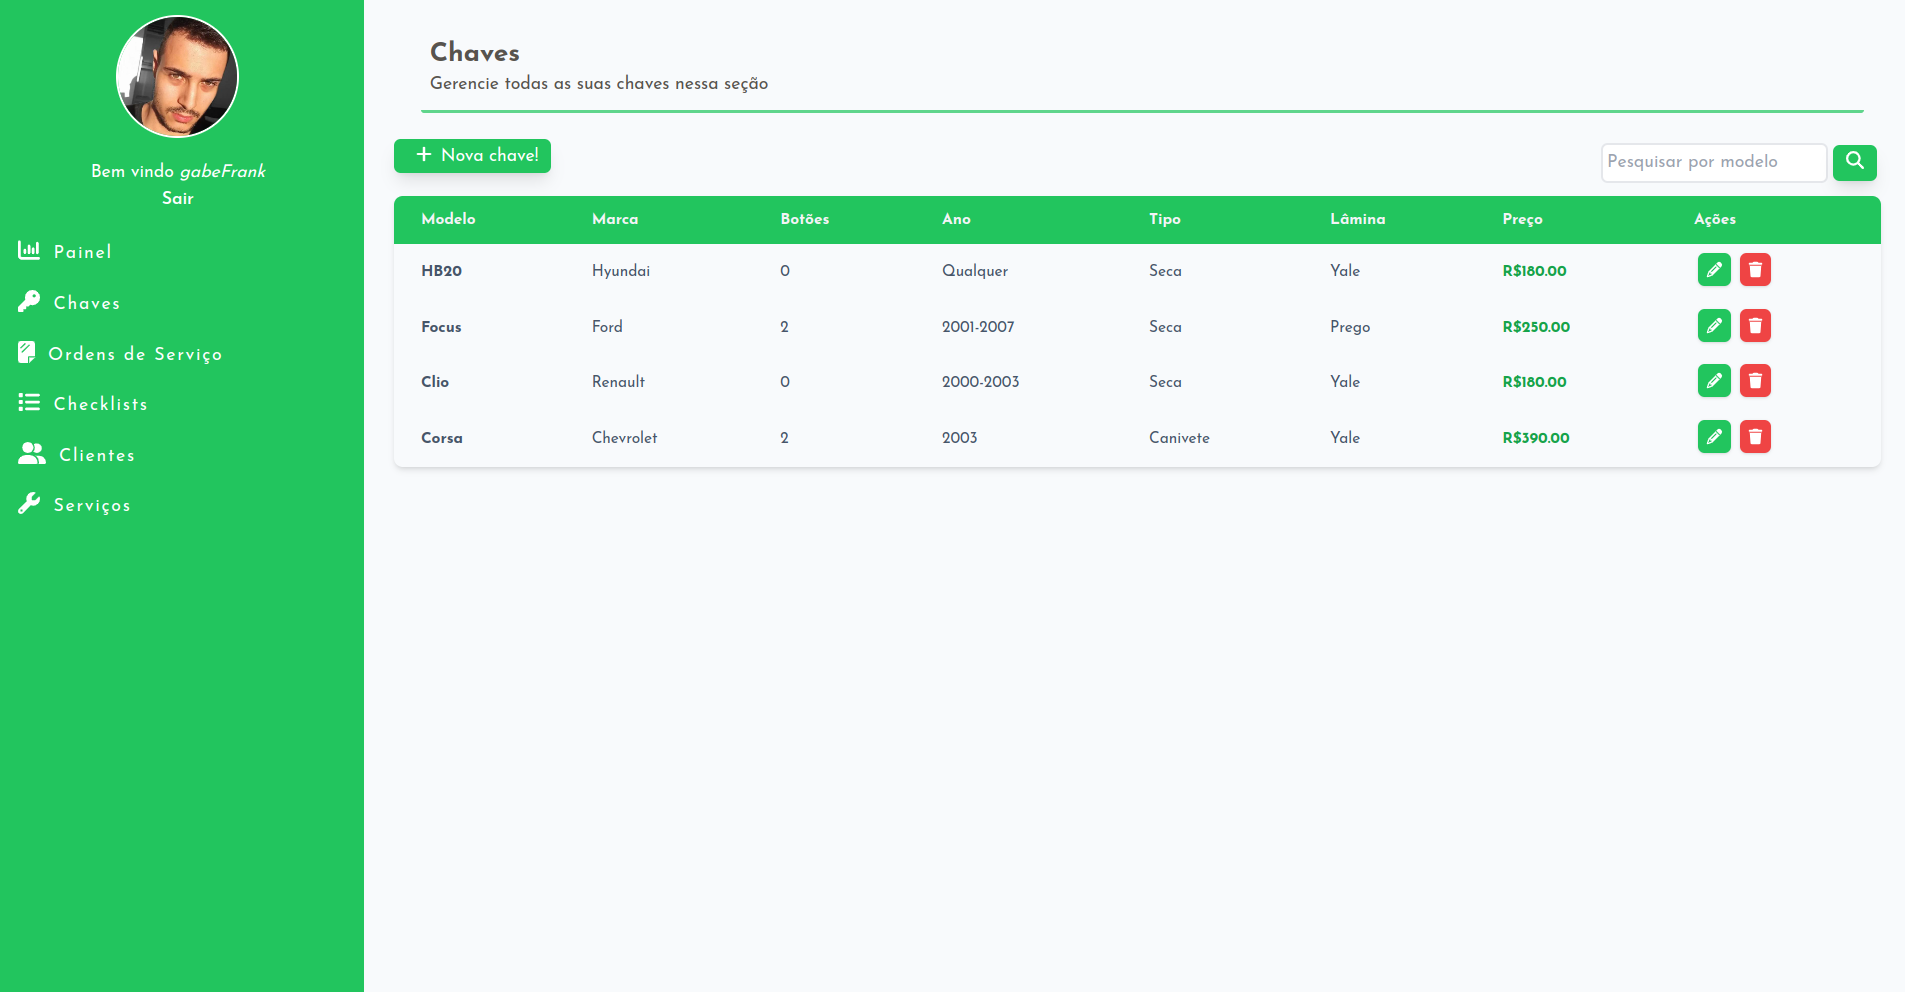 Bem vindo gabeFrank
Sair
Painel
Chaves
Ordens de Serviço
Checklists
Clientes
Serviços
Chaves
Gerencie todas as suas chaves nessa seção
Nova chave!
Pesquisar por modelo
Modelo Marca Botões Ano Tipo Lâmina Preço Ações
HB20 Hyundai 0 Qualquer Seca Yale R$180.00
Focus Ford 2 2001-2007 Seca Prego R$250.00
Clio Renault 0 2000-2003 Seca Yale R$180.00
Corsa Chevrolet 2 2003 Canivete Yale R$390.00